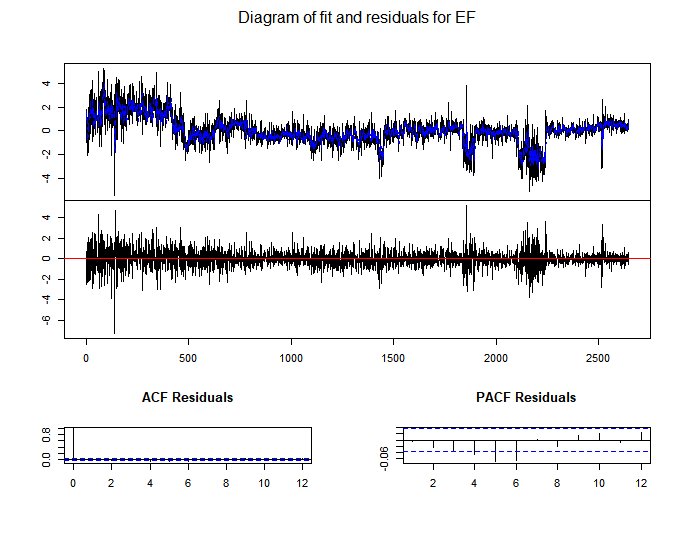 Diagram of fit and residuals for EF
4
2
0
-2
-4
4
2
0
-2
-4
-6
0 500 1000 1500 2000 2500
ACF Residuals
PACF Residuals
0.8
0.0
0 2 4 6 8 10 12
-0.06
2 4 6 8 10 12